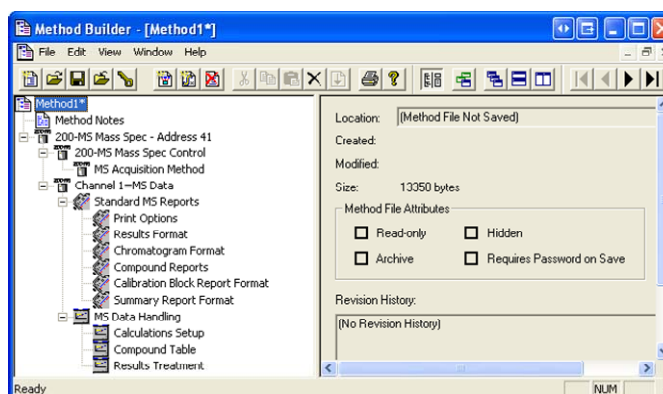 Method Builder - [Method1*]
File Edit View Window Help
Method1*
Method Notes
200-MS Mass Spec - Address 41
200-MS Mass Spec Control
MS Acquisition Method
Channel 1=MS Data
Standard MS Reports
Print Options
Results Format
Chromatogram Format
Compound Reports
Calibration Block Report Format
Summary Report Format
MS Data Handling
Calculations Setup
Compound Table
Results Treatment
Location: (Method File Not Saved)
Created:
Modified:
Size: 13350 bytes
Method File Attributes
Read-only Hidden
Archive Requires Password on Save
Revision History:
(No Revision History)
Ready NUM